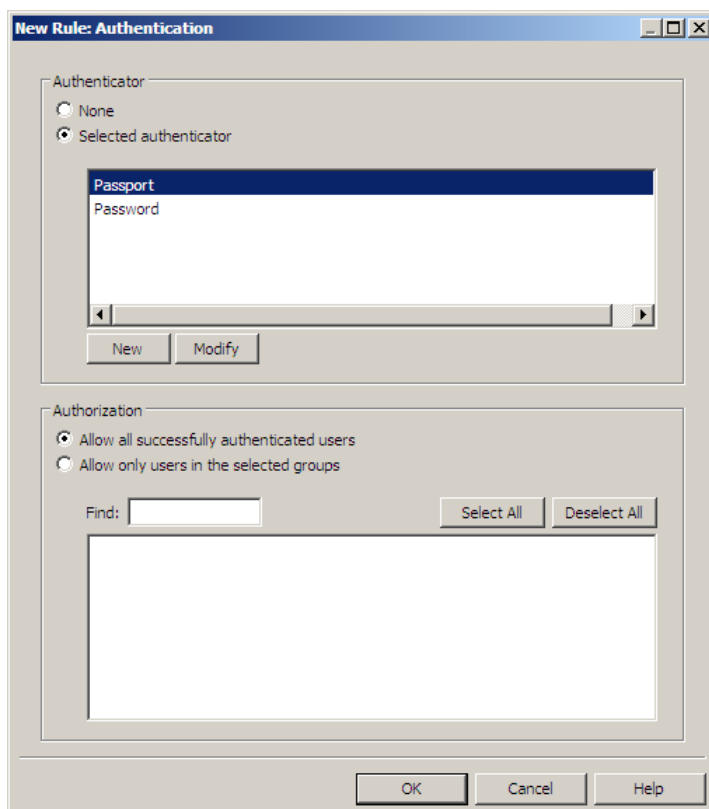 New Rule: Authentication
Authenticator
None
Selected authenticator
Passport
Password
New Modify
Authorization
Allow all successfully authenticated users
Allow only users in the selected groups
Find: Select All Deselect All
OK Cancel Help